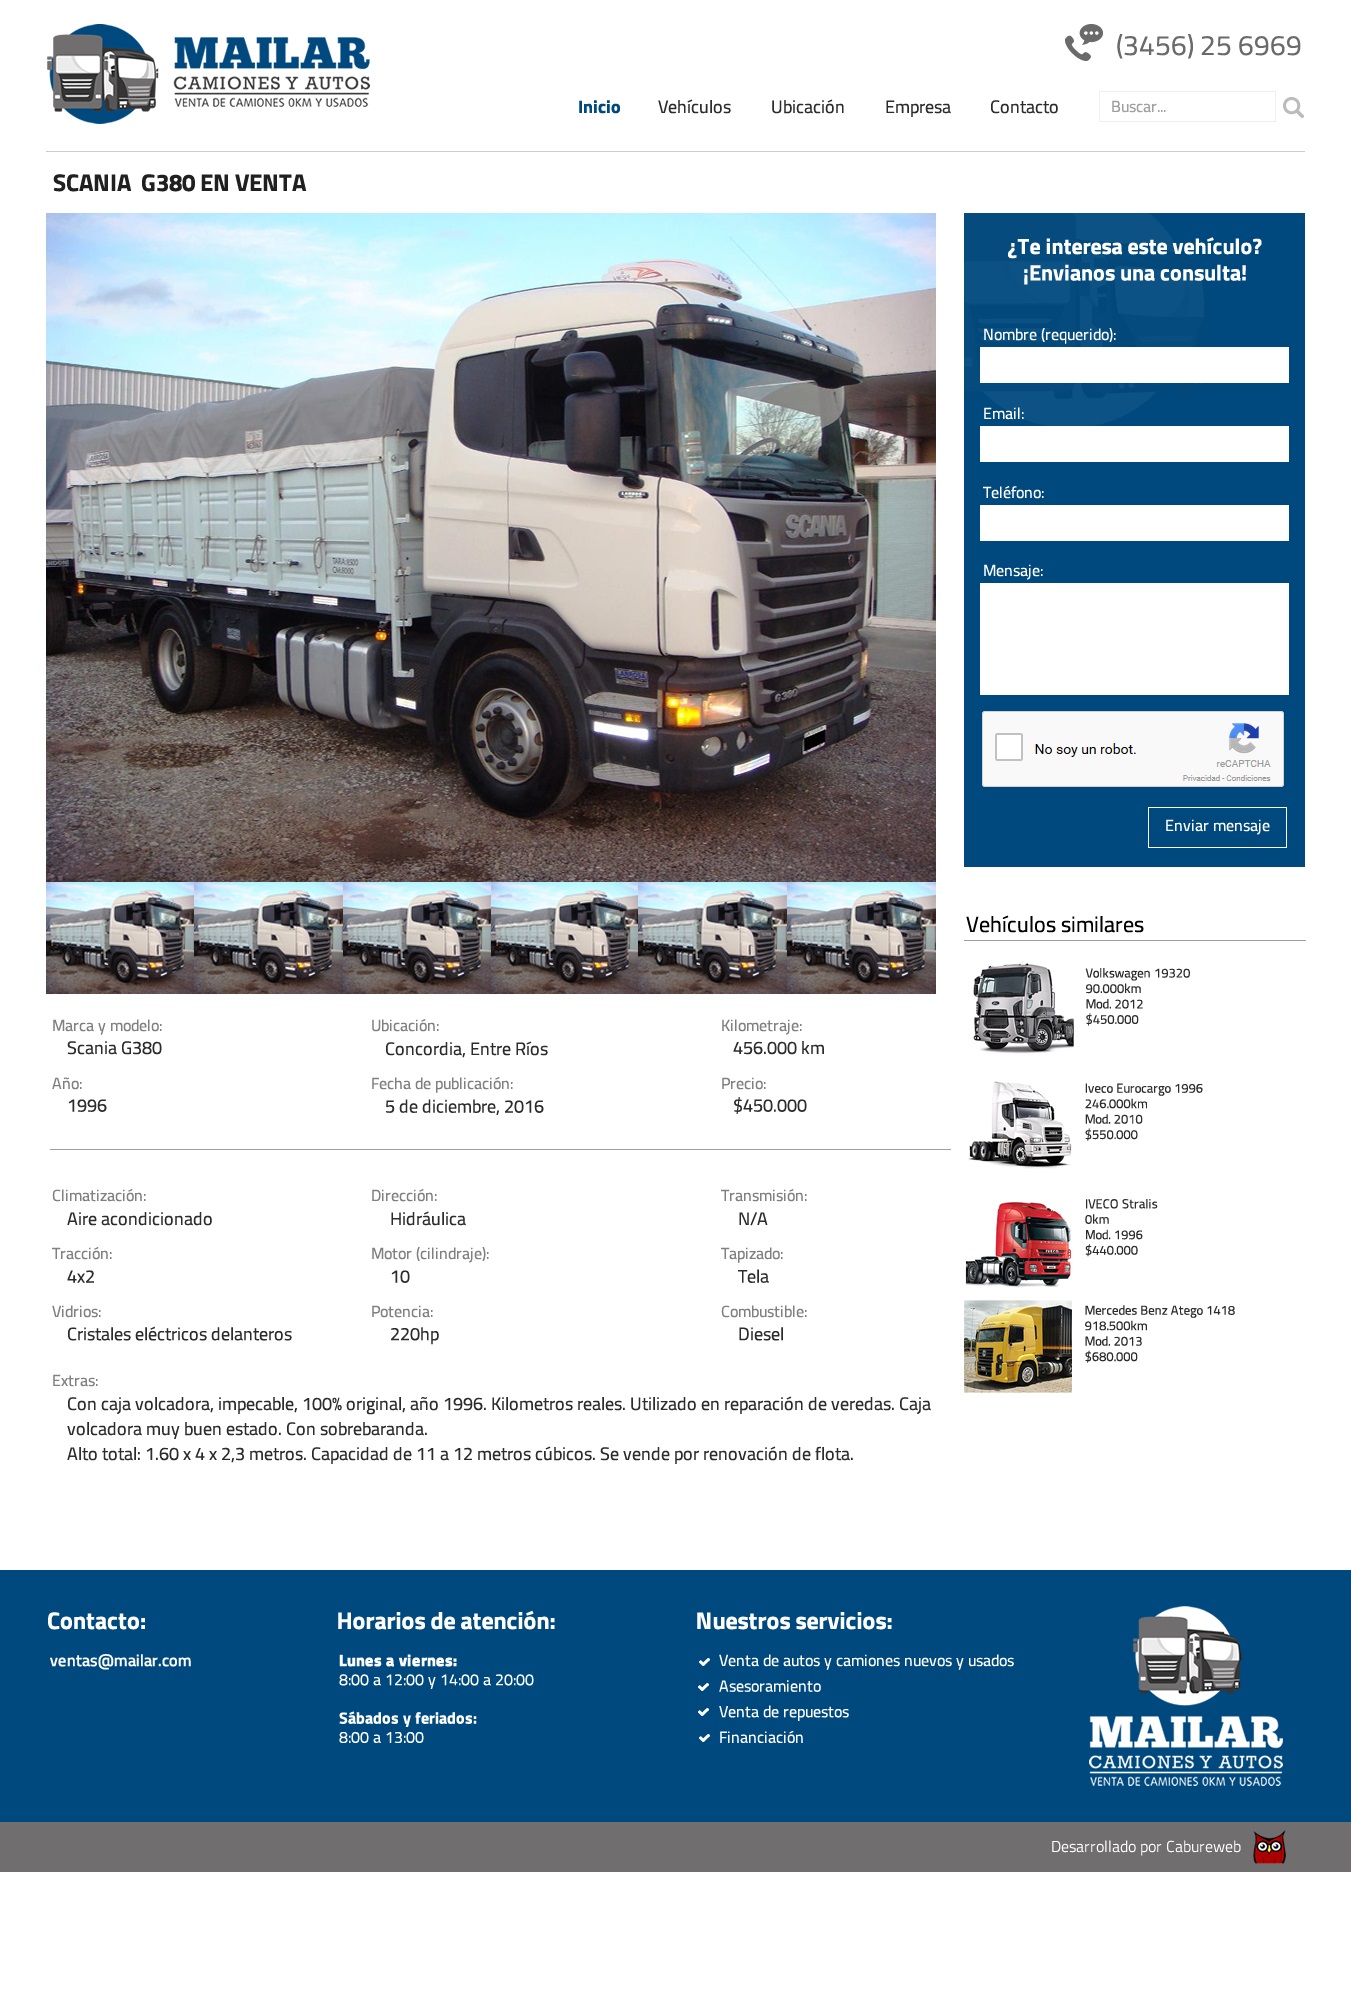 MAILAR
CAMIONES Y AUTOS
VENTA DE CAMIONES 0KM Y USADOS
(3456) 25 6969
Inicio
Vehículos
Ubicación
Empresa
Contacto
Buscar...
SCANIA G380 EN VENTA
SCANIA
G380
TARA:8500
¿Te interesa este vehículo?
¡Envianos una consulta!
Nombre (requerido):
Email:
Teléfono:
Mensaje:
No soy un robot.
reCAPTCHA
Privacidad - Condiciones
Enviar mensaje
Marca y modelo:
Scania G380
Ubicación:
Concordia, Entre Ríos
Kilometraje:
456.000 km
Año:
1996
Fecha de publicación:
5 de diciembre, 2016
Precio:
$450.000
Climatización:
Aire acondicionado
Dirección:
Hidráulica
Transmisión:
N/A
Tracción:
4x2
Motor (cilindraje):
10
Tapizado:
Tela
Vidrios:
Cristales eléctricos delanteros
Potencia:
220hp
Combustible:
Diesel
Extras:
Con caja volcadora, impecable, 100% original, año 1996. Kilometros reales. Utilizado en reparación de veredas. Caja
volcadora muy buen estado. Con sobrebaranda.
Alto total: 1.60 x 4 x 2,3 metros. Capacidad de 11 a 12 metros cúbicos. Se vende por renovación de flota.
Vehículos similares
Volkswagen 19320
90.000km
Mod. 2012
$450.000
Iveco Eurocargo 1996
246.000km
Mod. 2010
$550.000
IVECO Stralis
0km
Mod. 1996
$440.000
Mercedes Benz Atego 1418
918.500km
Mod. 2013
$680.000
Contacto:
ventas@mailar.com
Horarios de atención:
Lunes a viernes:
8:00 a 12:00 y 14:00 a 20:00
Sábados y feriados:
8:00 a 13:00
Nuestros servicios:
Venta de autos y camiones nuevos y usados
Asesoramiento
Venta de repuestos
Financiación
MAILAR
CAMIONES Y AUTOS
VENTA DE CAMIONES 0KM Y USADOS
Desarrollado por Cabureweb